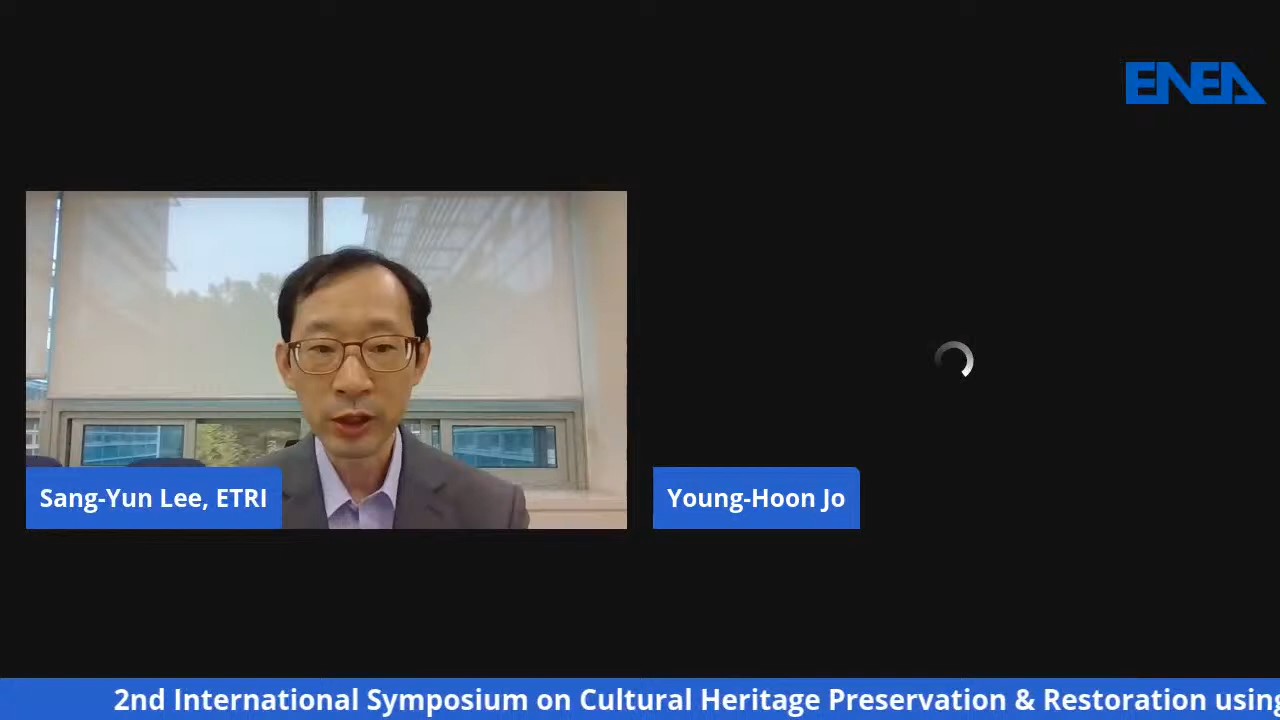 ENEA
Sang-Yun Lee, ETRI
Young-Hoon Jo
2nd International Symposium on Cultural Heritage Preservation & Restoration using